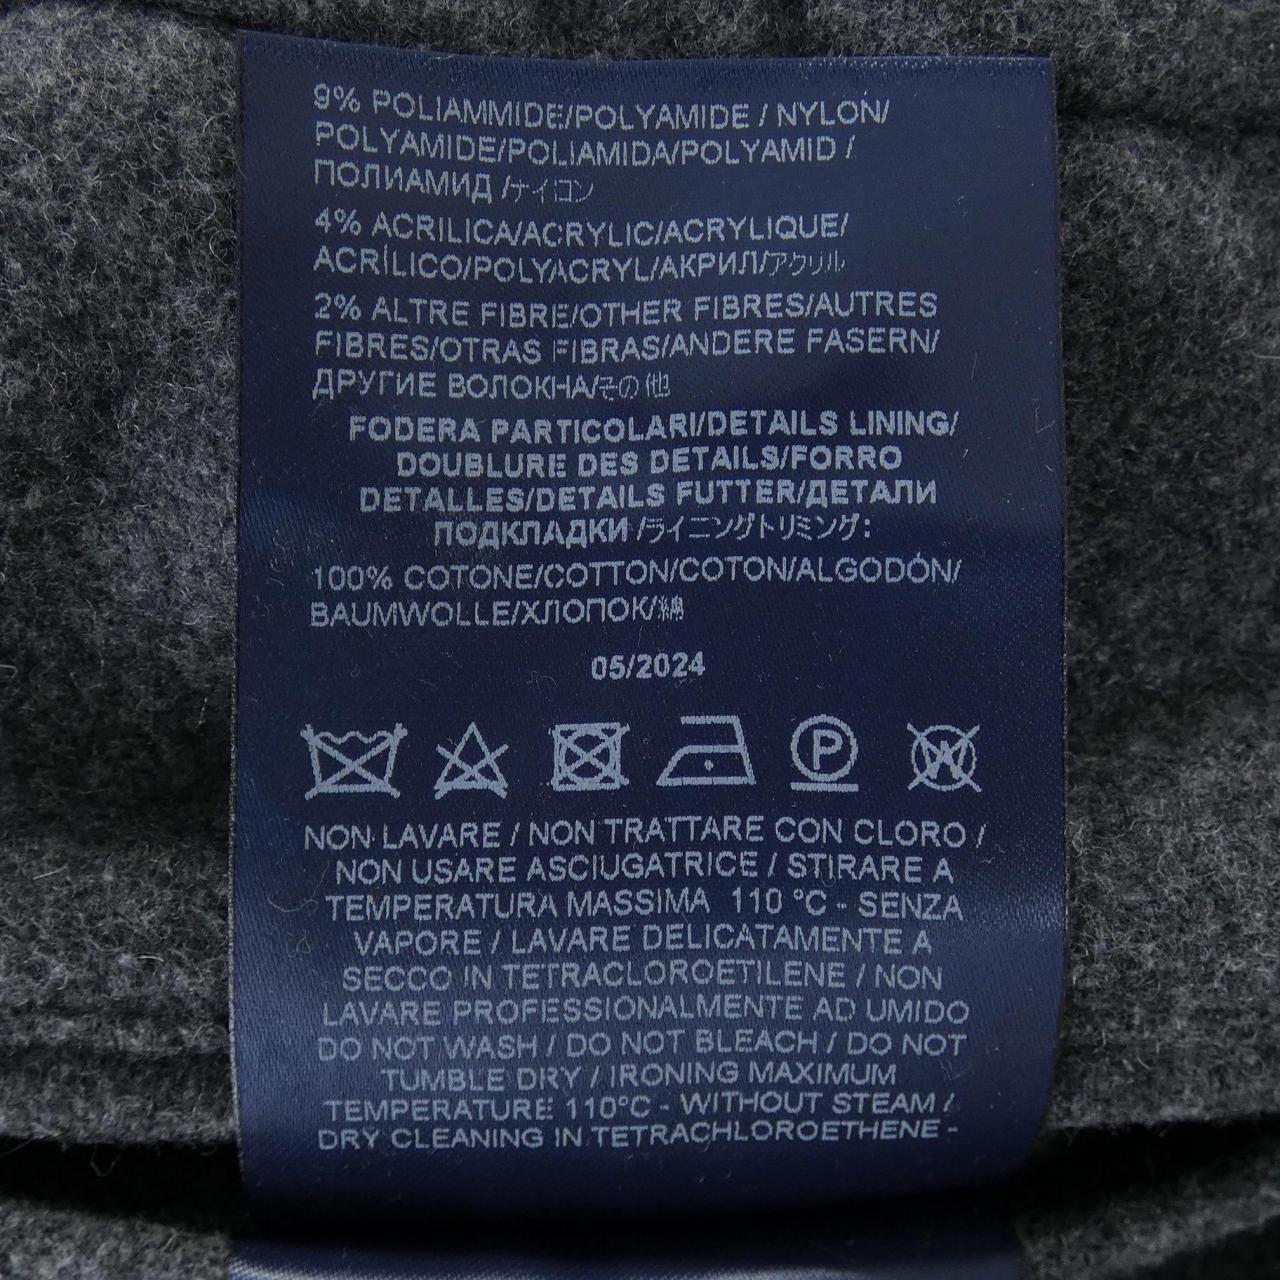 9% POLIAMMIDE/POLYAMIDE / NYLON/
POLYAMIDE/POLIAMIDA/POLYAMID /
ПОЛИАМИД /ナイロン
4% ACRILICA/ACRYLIC/ACRYLIQUE/
ACRÍLICO/POLYACRYL/АКРИЛ/アクリル
2% ALTRE FIBRE/OTHER FIBRES/AUTRES
FIBRES/OTRAS FIBRAS/ANDERE FASERN/
ДРУГИЕ ВОЛОКНА/その他
FODERA PARTICOLARI/DETAILS LINING/
DOUBLURE DES DETAILS/FORRO
DETALLES/DETAILS FUTTER/ДЕТАЛИ
ПОДКЛАДКИ /ライニングトリミング:
100% COTONE/COTTON/COTON/ALGODÓN/
BAUMWOLLE/ХЛОПОК/綿
05/2024
P W
NON LAVARE / NON TRATTARE CON CLORO /
NON USARE ASCIUGATRICE / STIRARE A
TEMPERATURA MASSIMA 110 °C - SENZA
VAPORE / LAVARE DELICATAMENTE A
SECCO IN TETRACLOROETILENE / NON
LAVARE PROFESSIONALMENTE AD UMIDO
DO NOT WASH / DO NOT BLEACH / DO NOT
TUMBLE DRY / IRONING MAXIMUM
TEMPERATURE 110°C - WITHOUT STEAM /
DRY CLEANING IN TETRACHLOROETHENE -